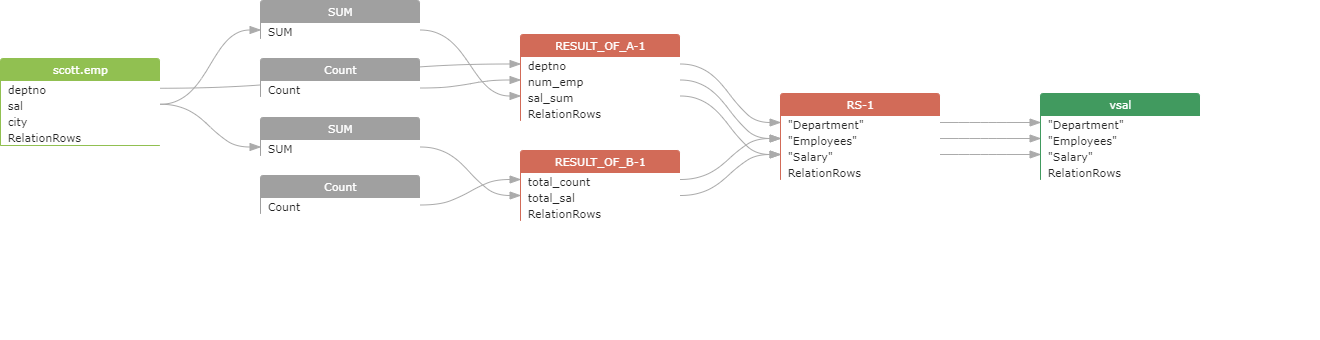 scott.emp
deptno
sal
city
RelationRows
SUM
SUM
Count
Count
SUM
SUM
Count
Count
RESULT_OF_A-1
deptno
num_emp
sal_sum
RelationRows
RESULT_OF_B-1
total_count
total_sal
RelationRows
RS-1
"Department"
"Employees"
"Salary"
RelationRows
vsal
"Department"
"Employees"
"Salary"
RelationRows